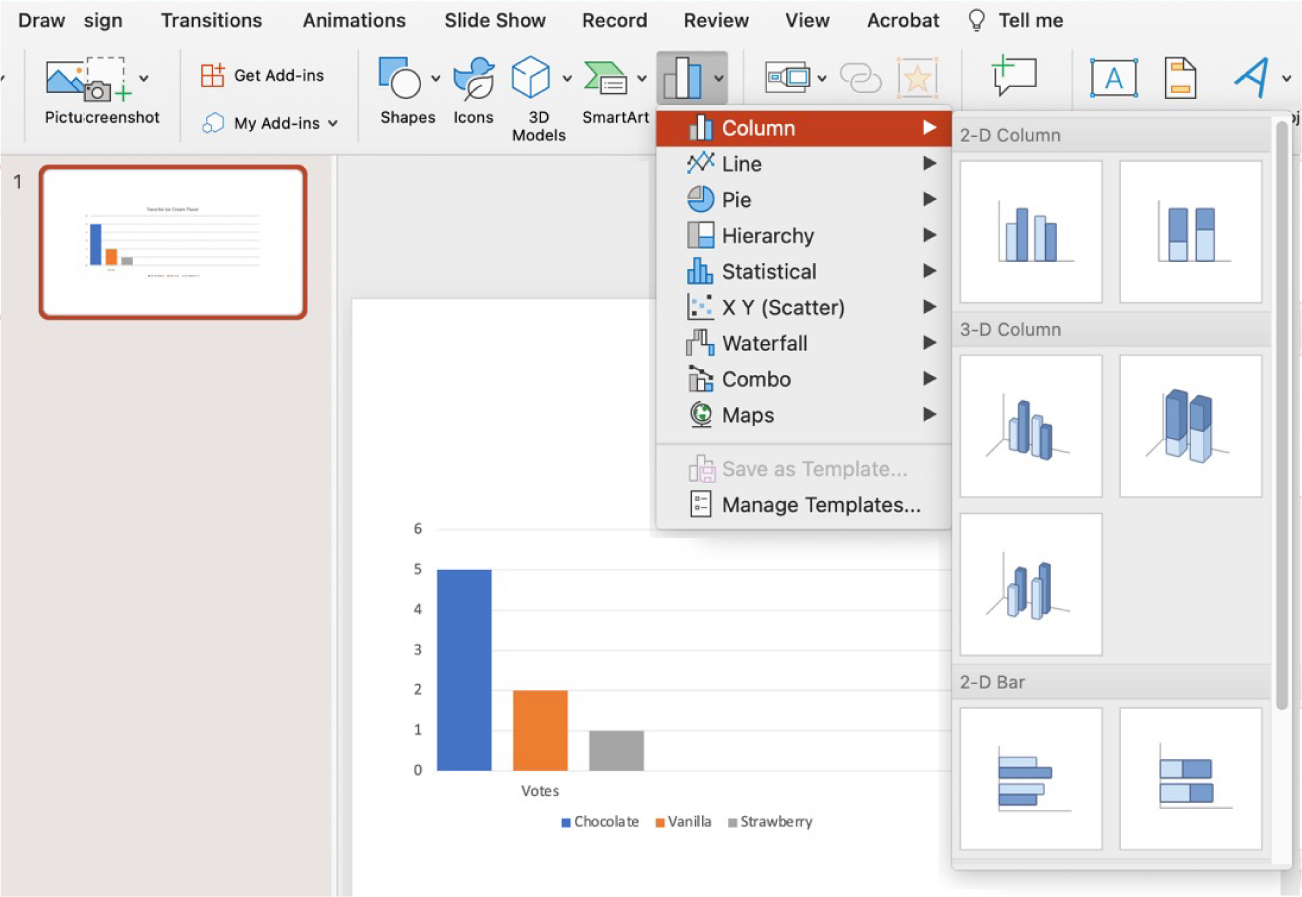 Draw sign Transitions Animations Slide Show Record Review View Acrobat Tell me
Get Add-ins
My Add-ins
Pictu creenshot
Shapes
Icons
3D
Models
SmartArt
A
1
Favorite Ice Cream Flavor
Column
Line
Pie
Hierarchy
Statistical
X Y (Scatter)
Waterfall
Combo
Maps
Save as Template...
Manage Templates...
2-D Column
3-D Column
2-D Bar
6
5
4
3
2
1
0
Votes
Chocolate Vanilla Strawberry